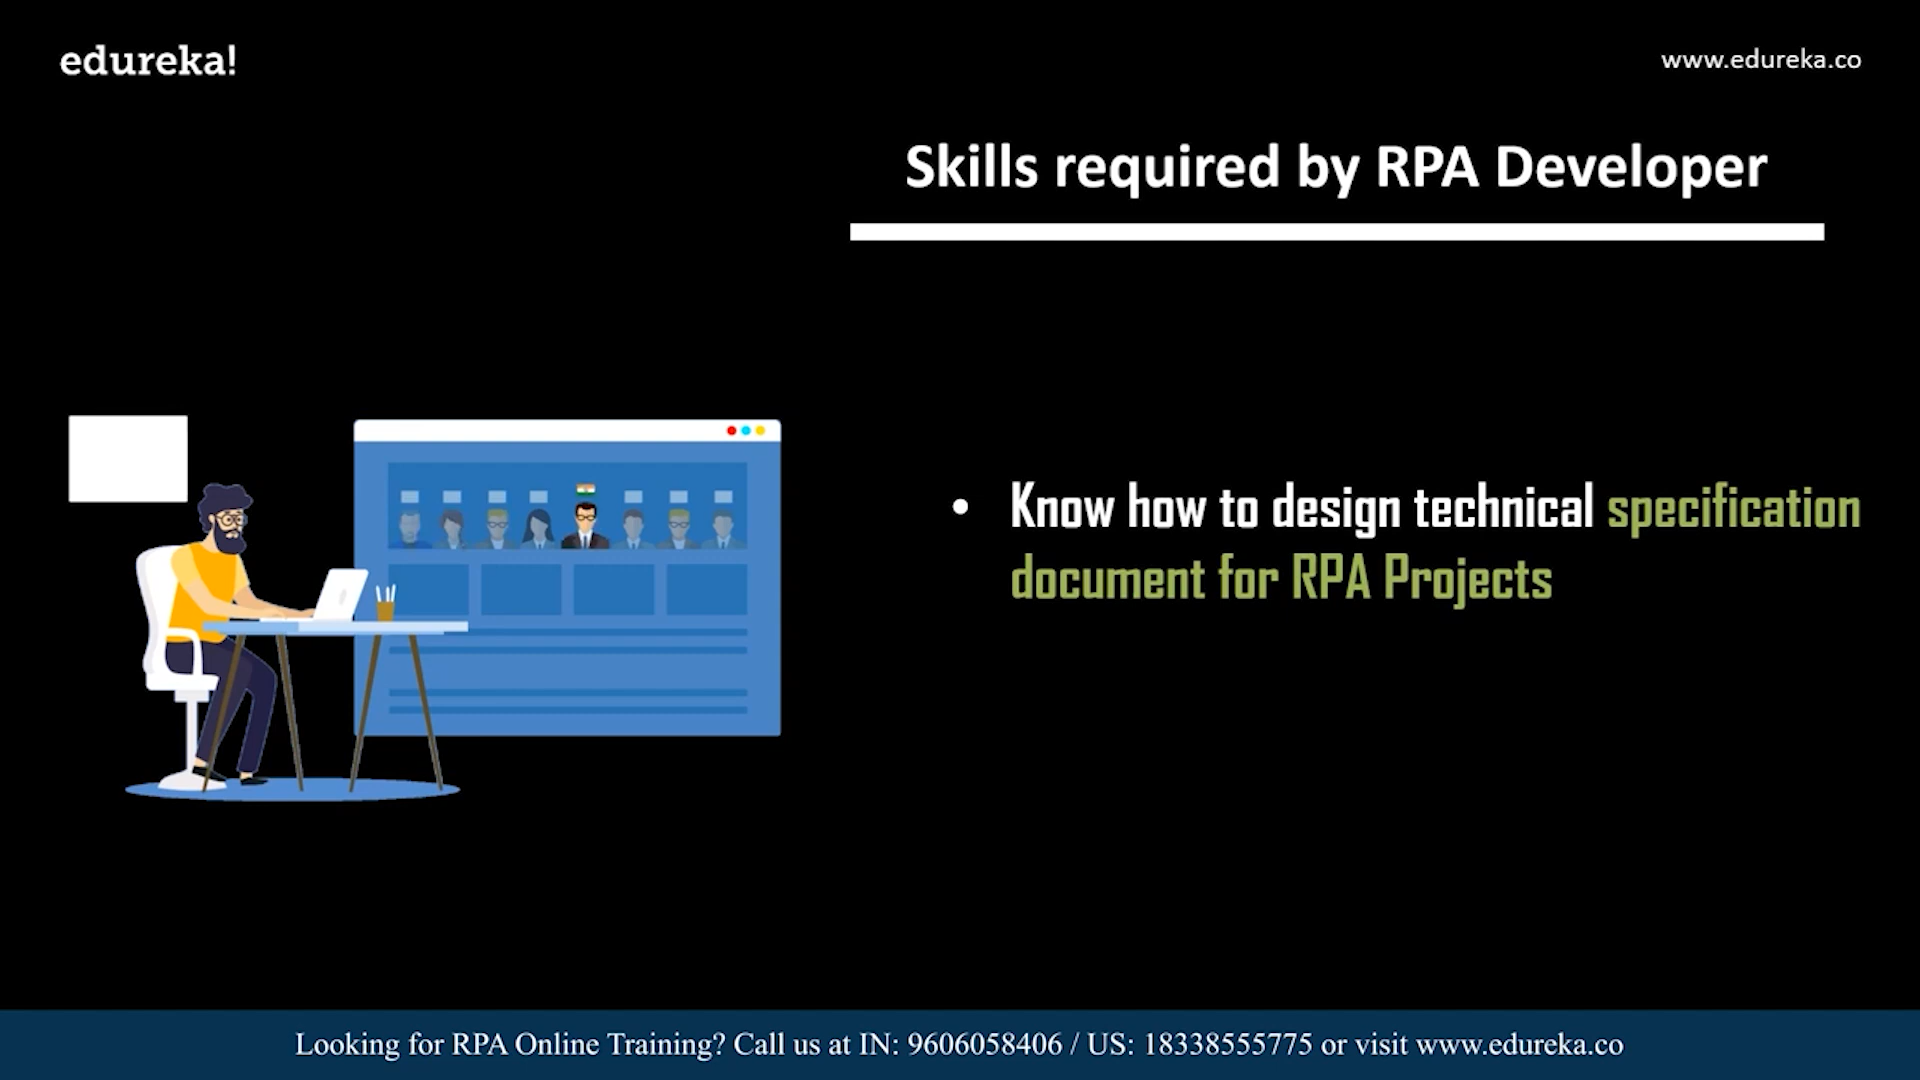 edureka!
www.edureka.co
Skills required by RPA Developer
• Know how to design technical specification
document for RPA Projects
Looking for RPA Online Training? Call us at IN: 9606058406 / US: 18338555775 or visit www.edureka.co